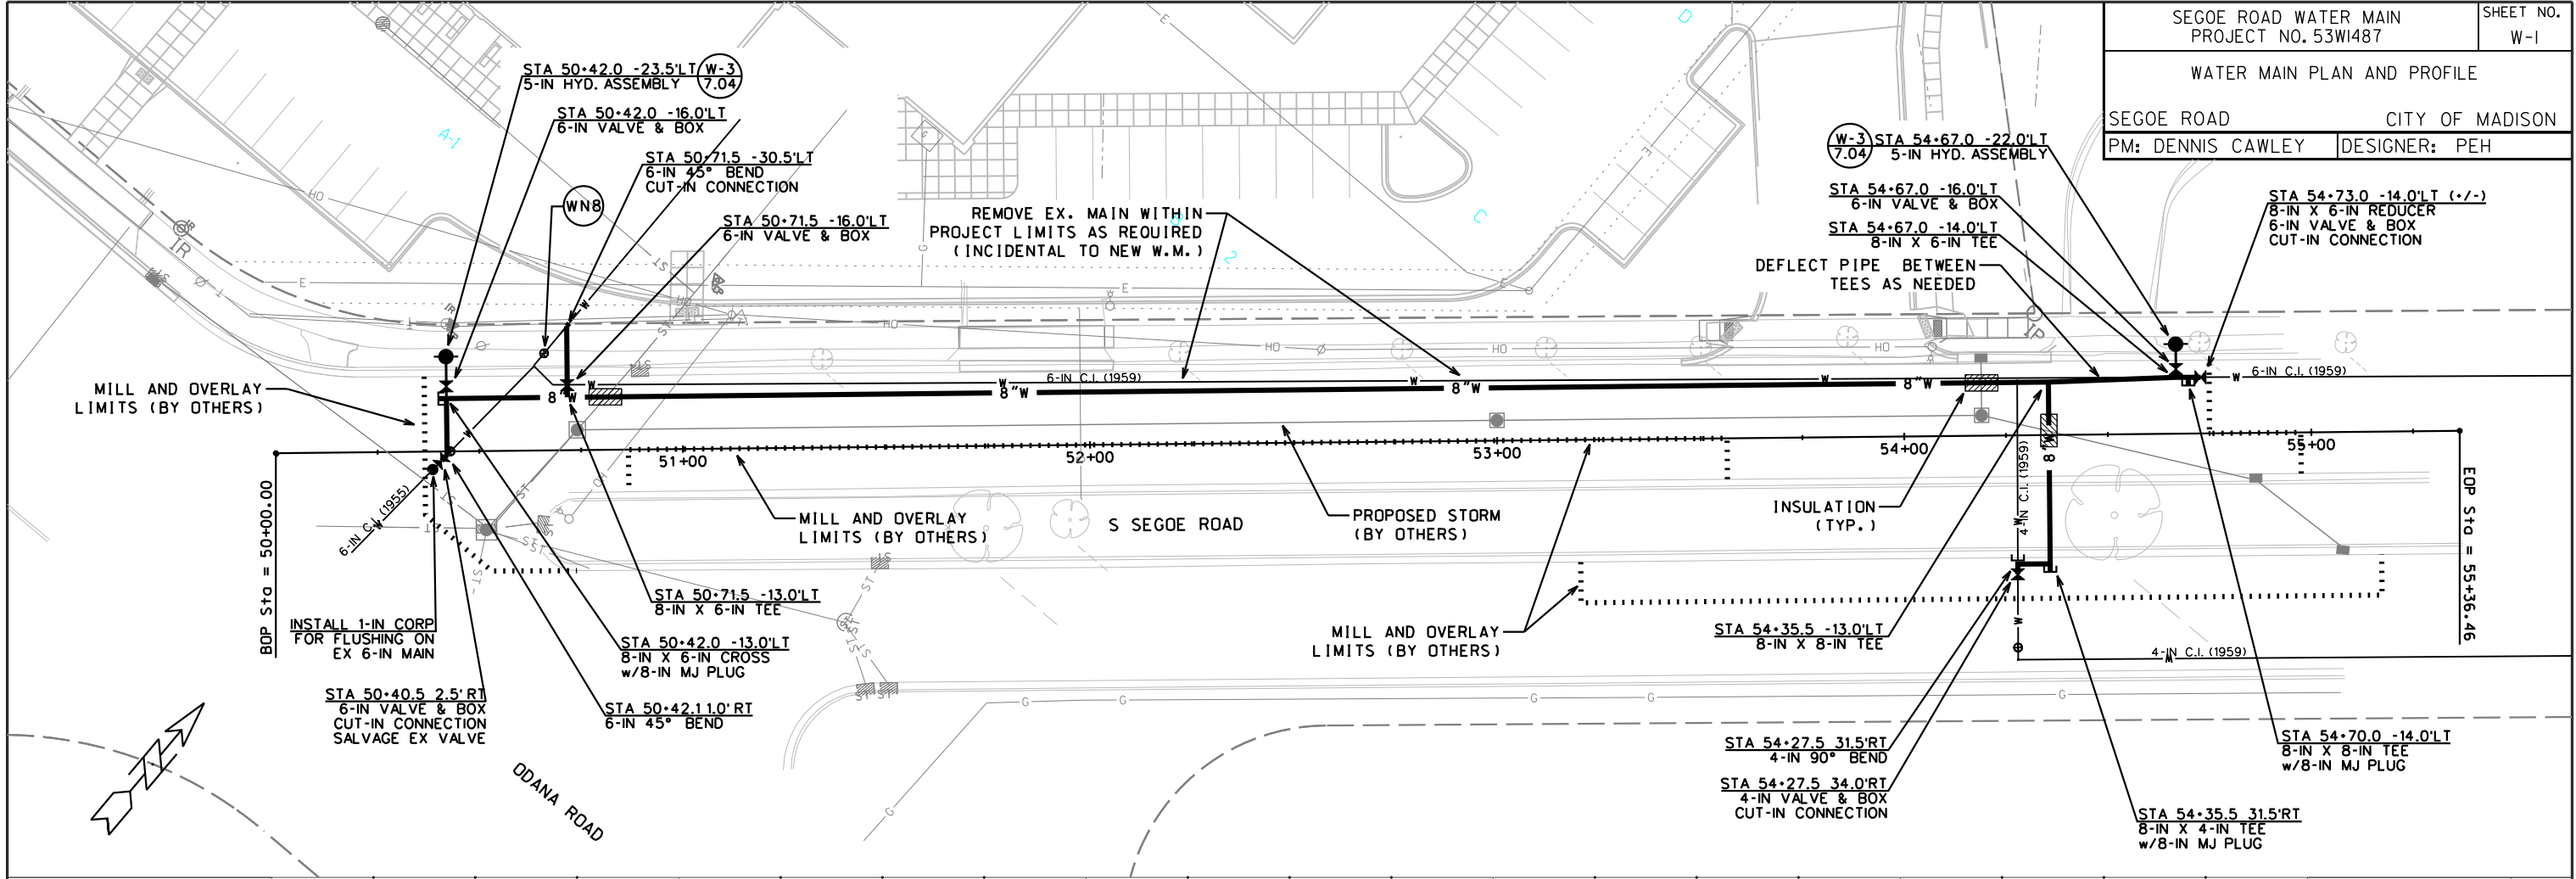 SEGOE ROAD WATER MAIN
PROJECT NO. 53W1487
SHEET NO.
W-1
WATER MAIN PLAN AND PROFILE
SEGOE ROAD
CITY OF MADISON
PM: DENNIS CAWLEY
DESIGNER: PEH
STA 50+42.0 -23.5'LT
5-IN HYD. ASSEMBLY
W-3
7.04
STA 50+42.0 -16.0'LT
6-IN VALVE & BOX
STA 50+71.5 -30.5'LT
6-IN 45° BEND
CUT-IN CONNECTION
WN8
STA 50+71.5 -16.0'LT
6-IN VALVE & BOX
REMOVE EX. MAIN WITHIN
PROJECT LIMITS AS REQUIRED
(INCIDENTAL TO NEW W.M.)
W-3
7.04
STA 54+67.0 -22.0'LT
5-IN HYD. ASSEMBLY
STA 54+67.0 -16.0'LT
6-IN VALVE & BOX
STA 54+67.0 -14.0'LT
8-IN X 6-IN TEE
DEFLECT PIPE BETWEEN
TEES AS NEEDED
STA 54+73.0 -14.0'LT (+/-)
8-IN X 6-IN REDUCER
6-IN VALVE & BOX
CUT-IN CONNECTION
A-1
D
C
2
IR
IP
MILL AND OVERLAY
LIMITS (BY OTHERS)
6-IN C.I. (1959)
6-IN C.I. (1959)
8"W
8"W
8"W
8"W
8"W
51+00
52+00
53+00
54+00
55+00
BOP Sta = 50+00.00
EOP Sta = 55+36.46
6-IN C.I. (1955)
4-IN C.I. (1959)
MILL AND OVERLAY
LIMITS (BY OTHERS)
S SEGOE ROAD
PROPOSED STORM
(BY OTHERS)
INSULATION
(TYP.)
INSTALL 1-IN CORP
FOR FLUSHING ON
EX 6-IN MAIN
STA 50+71.5 -13.0'LT
8-IN X 6-IN TEE
STA 50+42.0 -13.0'LT
8-IN X 6-IN CROSS
w/8-IN MJ PLUG
STA 50+40.5 2.5' RT
6-IN VALVE & BOX
CUT-IN CONNECTION
SALVAGE EX VALVE
STA 50+42.1 1.0' RT
6-IN 45° BEND
MILL AND OVERLAY
LIMITS (BY OTHERS)
STA 54+35.5 -13.0'LT
8-IN X 8-IN TEE
4-IN C.I. (1959)
STA 54+27.5 31.5'RT
4-IN 90° BEND
STA 54+27.5 34.0'RT
4-IN VALVE & BOX
CUT-IN CONNECTION
STA 54+70.0 -14.0'LT
8-IN X 8-IN TEE
w/8-IN MJ PLUG
STA 54+35.5 31.5'RT
8-IN X 4-IN TEE
w/8-IN MJ PLUG
ODANA ROAD
N